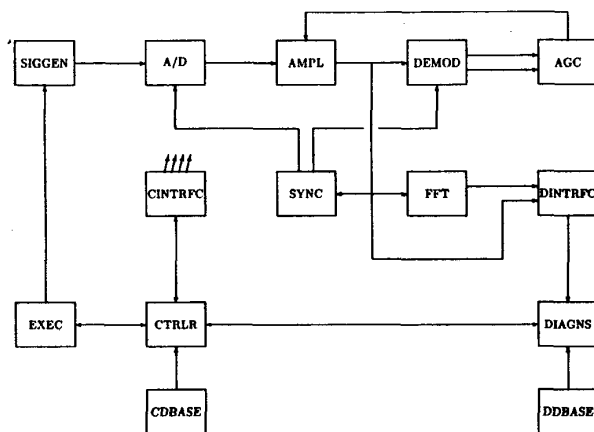 SIGGEN
A/D
AMPL
DEMOD
AGC
CINTRFC
SYNC
FFT
DINTRFC
EXEC
CTRLR
DIAGNS
CDBASE
DDBASE